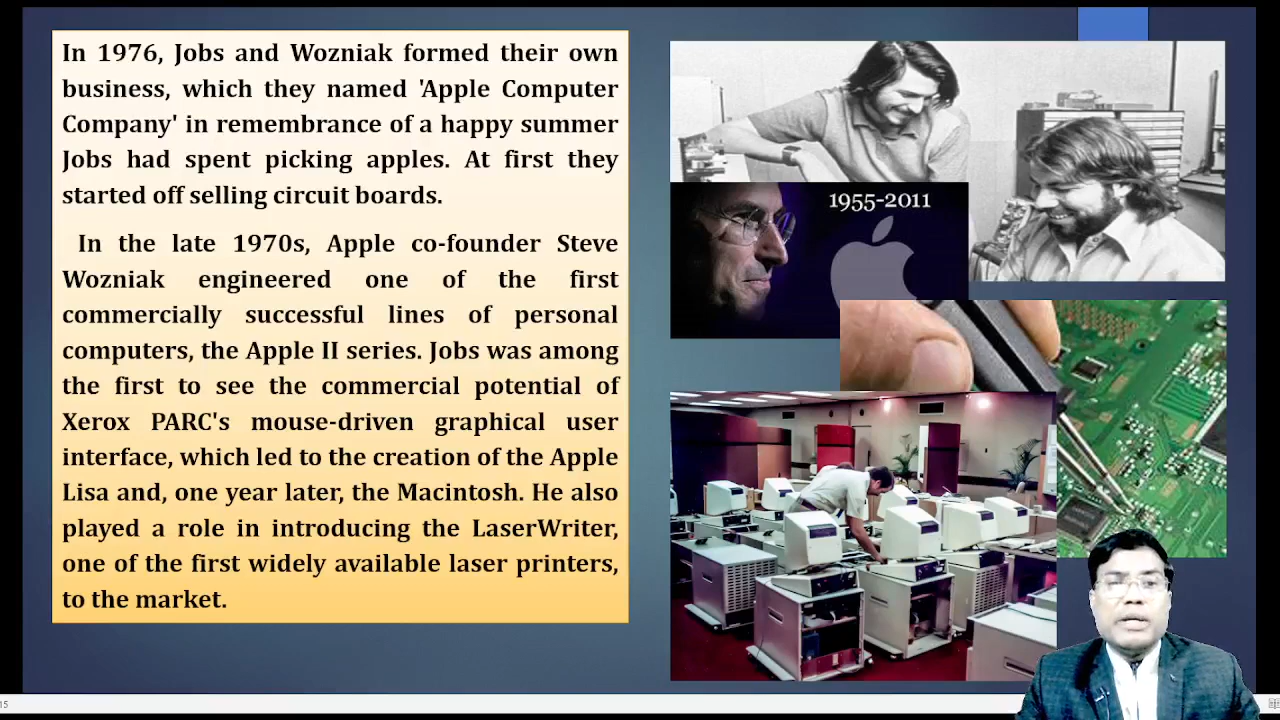 In 1976, Jobs and Wozniak formed their own
business, which they named 'Apple Computer
Company' in remembrance of a happy summer
Jobs had spent picking apples. At first they
started off selling circuit boards.
In the late 1970s, Apple co-founder Steve
Wozniak engineered one of the first
commercially successful lines of personal
computers, the Apple II series. Jobs was among
the first to see the commercial potential of
Xerox PARC's mouse-driven graphical user
interface, which led to the creation of the Apple
Lisa and, one year later, the Macintosh. He also
played a role in introducing the LaserWriter,
one of the first widely available laser printers,
to the market.
1955-2011
15